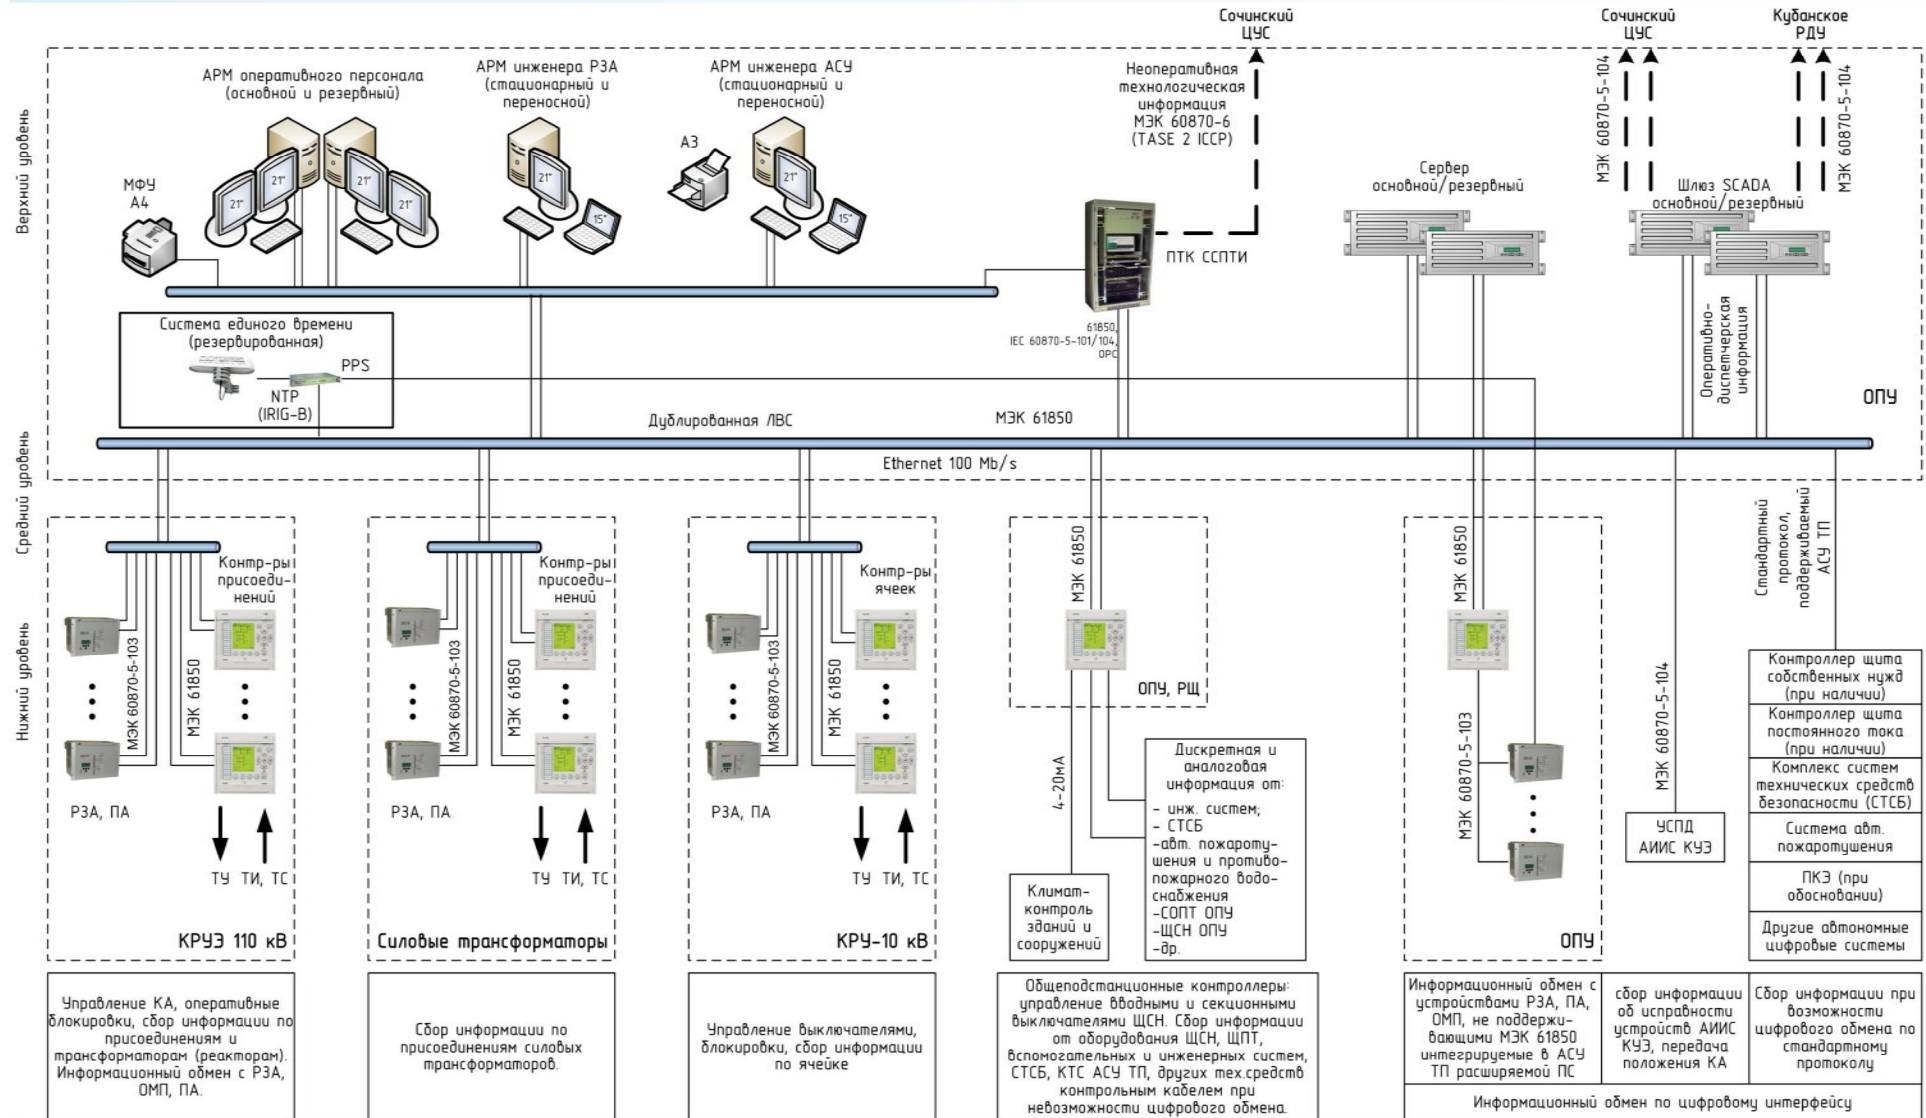 Сочинский
ЦУС
Сочинский
ЦУС
Кубанское
РДУ
Верхний уровень
АРМ оперативного персонала
(основной и резервный)
АРМ инженера РЗА
(стационарный и
переносной)
АРМ инженера АСУ
(стационарный и
переносной)
Неоперативная
технологическая
информация
МЭК 60870-6
(TASE 2 ICCP)
МЭК 60870-5-104
МЭК 60870-5-104
МФУ
А4
21"
21"
21"
21"
15"
А3
21"
15"
ПТК ССПТИ
Сервер
основной/резервный
Шлюз SCADA
основной/резервный
Система единого времени
(резервированная)
PPS
NTP
(IRIG-B)
61850,
IEC 60870-5-101/104,
OPC
Оперативно-
диспетчерская
информация
ОПУ
Дублированная ЛВС
МЭК 61850
Ethernet 100 Mb/s
Средний уровень
Нижний уровень
Контр-ры
присоеди-
нений
МЭК 60870-5-103
МЭК 61850
РЗА, ПА
ТУ
ТИ, ТС
КРУЭ 110 кВ
Контр-ры
присоеди-
нений
МЭК 60870-5-103
МЭК 61850
РЗА, ПА
ТУ
ТИ, ТС
Силовые трансформаторы
Контр-ры
ячеек
МЭК 60870-5-103
МЭК 61850
РЗА, ПА
ТУ
ТИ, ТС
КРУ-10 кВ
МЭК 61850
ОПУ, РЩ
4-20мА
Климат-
контроль
зданий и
сооружений
Дискретная и
аналоговая
информация от:
- инж. систем;
- СТСБ
-авт. пожароту-
шения и противо-
пожарного водо-
снабжения
-СОПТ ОПУ
-ЩСН ОПУ
-др.
МЭК 61850
МЭК 60870-5-103
ОПУ
МЭК 60870-5-104
УСПД
АИИС КУЭ
Стандартный
протокол,
поддерживаемый
АСУ ТП
Контроллер щита
собственных нужд
(при наличии)
Контроллер щита
постоянного тока
(при наличии)
Комплекс систем
технических средств
безопасности (СТСБ)
Система авт.
пожаротушения
ПКЭ (при
обосновании)
Другие автономные
цифровые системы
Управление КА, оперативные
блокировки, сбор информации по
присоединениям и
трансформаторам (реакторам).
Информационный обмен с РЗА,
ОМП, ПА.
Сбор информации по
присоединениям силовых
трансформаторов.
Управление выключателями,
блокировки, сбор информации
по ячейке
Общеподстанционные контроллеры:
управление вводными и секционными
выключателями ЩСН. Сбор информации
от оборудования ЩСН, ЩПТ,
вспомогательных и инженерных систем,
СТСБ, КТС АСУ ТП, других тех.средств
контрольным кабелем при
невозможности цифрового обмена.
Информационный обмен с
устройствами РЗА, ПА,
ОМП, не поддержи-
вающими МЭК 61850
интегрируемые в АСУ
ТП расширяемой ПС
сбор информации
об исправности
устройств АИИС
КУЭ, передача
положения КА
Сбор информации при
возможности
цифрового обмена по
стандартному
протоколу
Информационный обмен по цифровому интерфейсу